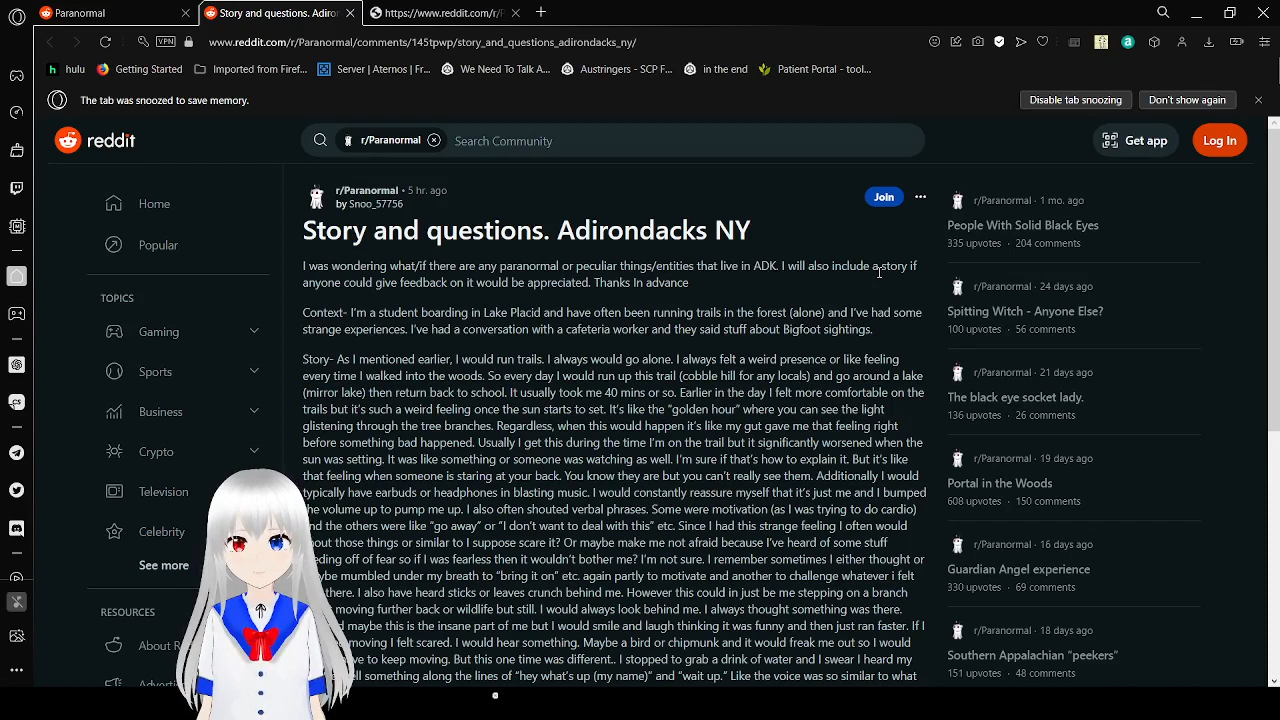 Paranormal
Story and questions. Adiron
https://www.reddit.com/r/P
VPN
www.reddit.com/r/Paranormal/comments/145tpwp/story_and_questions_adirondacks_ny/
hulu
Getting Started
Imported from Firef...
Server | Aternos | Fr...
We Need To Talk A...
Austringers - SCP F...
in the end
Patient Portal - tool...
The tab was snoozed to save memory.
Disable tab snoozing
Don't show again
reddit
r/Paranormal
Search Community
Get app
Log In
Home
Popular
TOPICS
Gaming
Sports
Business
Crypto
Television
Celebrity
See more
RESOURCES
About Re
r/Paranormal • 5 hr. ago
by Snoo_57756
Join
Story and questions. Adirondacks NY
I was wondering what/if there are any paranormal or peculiar things/entities that live in ADK. I will also include a story if
anyone could give feedback on it would be appreciated. Thanks In advance
Context- I'm a student boarding in Lake Placid and have often been running trails in the forest (alone) and I've had some
strange experiences. I've had a conversation with a cafeteria worker and they said stuff about Bigfoot sightings.
Story- As I mentioned earlier, I would run trails. I always would go alone. I always felt a weird presence or like feeling
every time I walked into the woods. So every day I would run up this trail (cobble hill for any locals) and go around a lake
(mirror lake) then return back to school. It usually took me 40 mins or so. Earlier in the day I felt more comfortable on the
trails but it's such a weird feeling once the sun starts to set. It's like the "golden hour" where you can see the light
glistening through the tree branches. Regardless, when this would happen it's like my gut gave me that feeling right
before something bad happened. Usually I get this during the time I'm on the trail but it significantly worsened when the
sun was setting. It was like something or someone was watching as well. I'm sure if that's how to explain it. But it's like
that feeling when someone is staring at your back. You know they are but you can't really see them. Additionally I would
typically have earbuds or headphones in blasting music. I would constantly reassure myself that it's just me and I bumped
the volume up to pump me up. I also often shouted verbal phrases. Some were motivation (as I was trying to do cardio)
and the others were like "go away" or "I don't want to deal with this" etc. Since I had this strange feeling I often would
out those things or similar to I suppose scare it? Or maybe make me not afraid because I've heard of some stuff
eding off of fear so if I was fearless then it wouldn't bother me? I'm not sure. I remember sometimes I either thought or
ybe mumbled under my breath to "bring it on" etc. again partly to motivate and another to challenge whatever i felt
there. I also have heard sticks or leaves crunch behind me. However this could in just be me stepping on a branch
moving further back or wildlife but still. I would always look behind me. I always thought something was there.
d maybe this is the insane part of me but I would smile and laugh thinking it was funny and then just ran faster. If I
moving I felt scared. I would hear something. Maybe a bird or chipmunk and it would freak me out so I would
ve to keep moving. But this one time was different.. I stopped to grab a drink of water and I swear I heard my
ll something along the lines of "hey what's up (my name)" and "wait up." Like the voice was so similar to what
r/Paranormal • 1 mo. ago
People With Solid Black Eyes
335 upvotes • 204 comments
r/Paranormal • 24 days ago
Spitting Witch - Anyone Else?
100 upvotes • 56 comments
r/Paranormal • 21 days ago
The black eye socket lady.
136 upvotes • 26 comments
r/Paranormal • 19 days ago
Portal in the Woods
608 upvotes • 150 comments
r/Paranormal • 16 days ago
Guardian Angel experience
330 upvotes • 69 comments
r/Paranormal • 18 days ago
Southern Appalachian "peekers"
151 upvotes • 48 comments